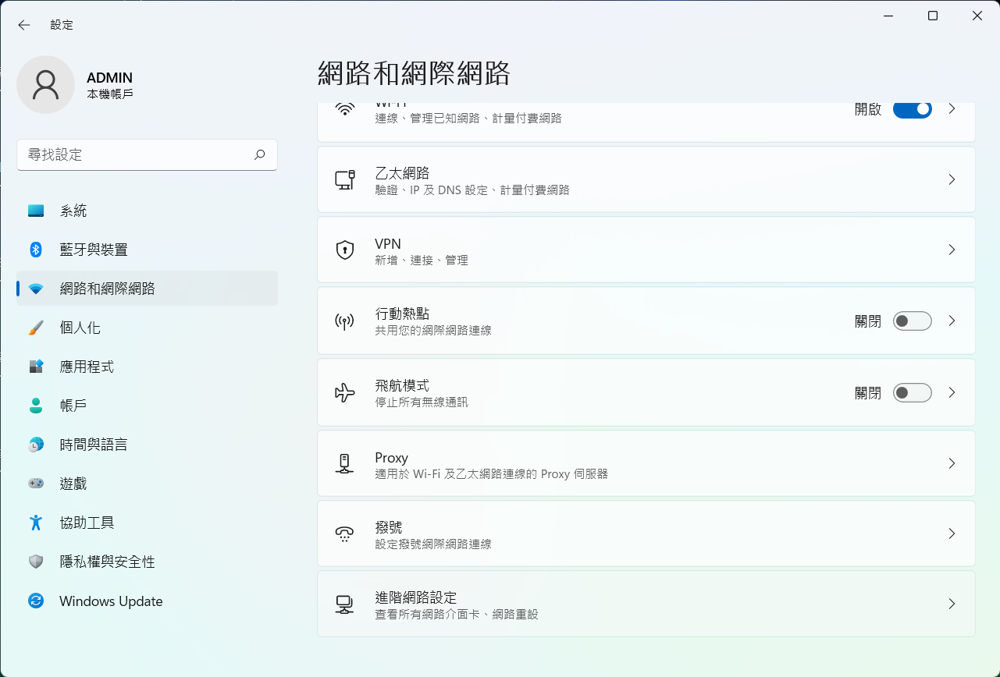 設定
ADMIN
本機帳戶
尋找設定
系統
藍牙與裝置
網路和網際網路
個人化
應用程式
帳戶
時間與語言
遊戲
協助工具
隱私權與安全性
Windows Update
網路和網際網路
Wi-Fi
連線、管理已知網路、計量付費網路
開啟
乙太網路
驗證、IP 及 DNS 設定、計量付費網路
VPN
新增、連接、管理
行動熱點
共用您的網際網路連線
關閉
飛航模式
停止所有無線通訊
關閉
Proxy
適用於 Wi-Fi 及乙太網路連線的 Proxy 伺服器
撥號
設定撥號網際網路連線
進階網路設定
查看所有網路介面卡、網路重設